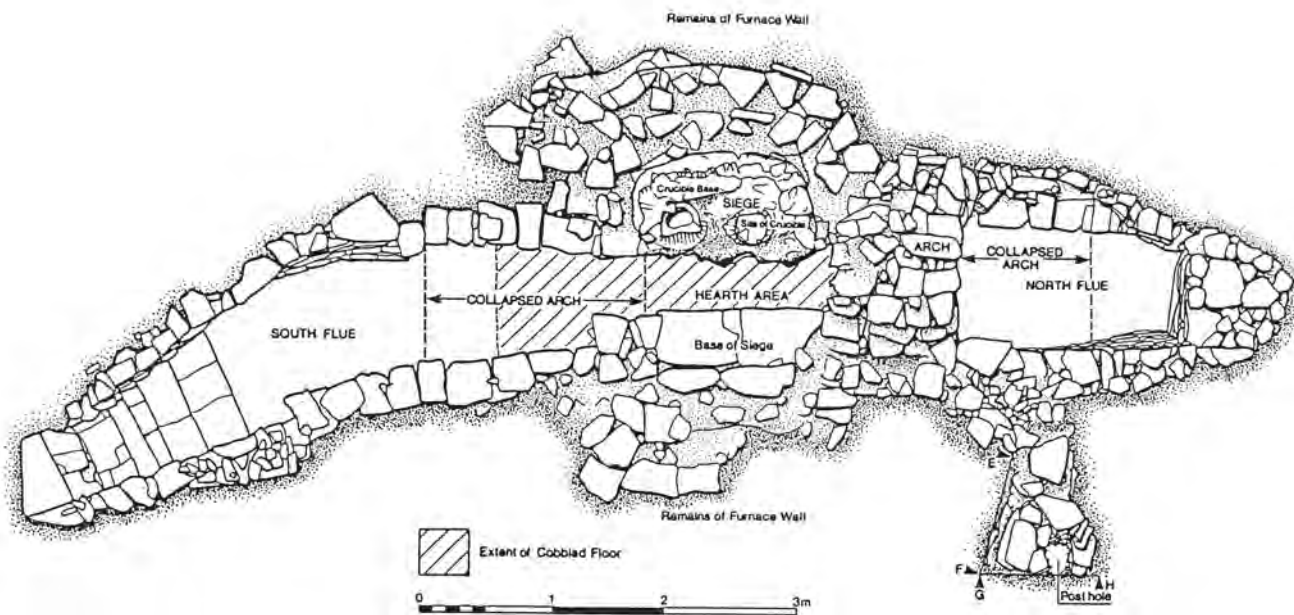 Remains of Furnace Wall
Crucible Base
SIEGE
Site of Crucible
ARCH
COLLAPSED
ARCH
NORTH FLUE
COLLAPSED ARCH
HEARTH AREA
SOUTH FLUE
Base of Siege
E
Remains of Furnace Wall
Extent of Cobbled Floor
F
H
G
Post hole
0 1 2 3m